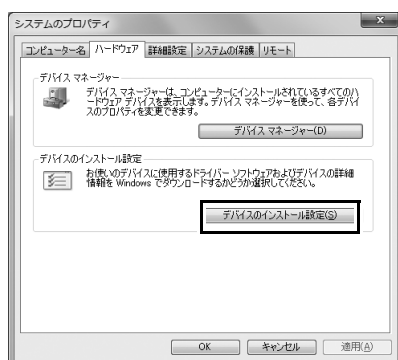 システムのプロパティ
コンピューター名 ハードウェア 詳細設定 システムの保護 リモート
デバイス マネージャー
デバイス マネージャーは、コンピューターにインストールされているすべてのハ
ードウェア デバイスを表示します。デバイス マネージャーを使って、各デバイ
スのプロパティを変更できます。
デバイス マネージャー(D)
デバイスのインストール設定
お使いのデバイスに使用するドライバー ソフトウェアおよびデバイスの詳細
情報を Windows でダウンロードするかどうか選択してください。
デバイスのインストール設定(S)
OK キャンセル 適用(A)